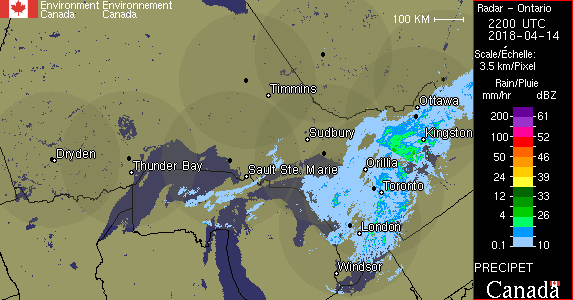 Environment Environnement
Canada Canada
100 KM
Timmins
Ottawa
Sudbury
Kingston
Dryden
Thunder Bay
Sault Ste. Marie
Orillia
Toronto
London
Windsor
Radar - Ontario
2200 UTC
2018-04-14
Scale/Échelle:
3.5 km/Pixel
Rain/Pluie
mm/hr dBZ
200 61
100 52
50 46
24 39
12 33
4 26
0.1 10
PRECIPET
Canada